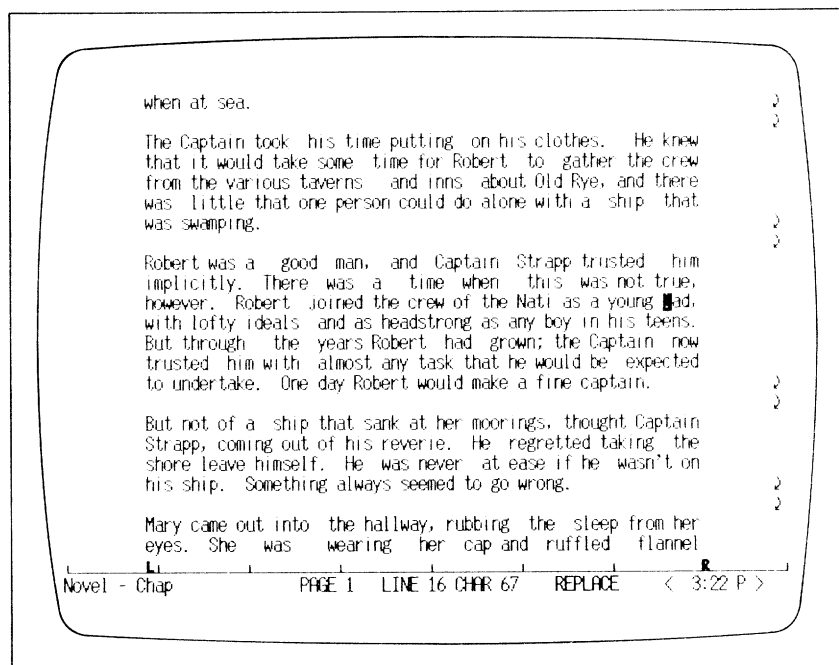 when at sea.
The Captain took his time putting on his clothes. He knew
that it would take some time for Robert to gather the crew
from the various taverns and inns about Old Rye, and there
was little that one person could do alone with a ship that
was swamping.
Robert was a good man, and Captain Strapp trusted him
implicitly. There was a time when this was not true,
however. Robert joined the crew of the Nati as a young lad,
with lofty ideals and as headstrong as any boy in his teens.
But through the years Robert had grown; the Captain now
trusted him with almost any task that he would be expected
to undertake. One day Robert would make a fine captain.
But not of a ship that sank at her moorings, thought Captain
Strapp, coming out of his reverie. He regretted taking the
shore leave himself. He was never at ease if he wasn't on
his ship. Something always seemed to go wrong.
Mary came out into the hallway, rubbing the sleep from her
eyes. She was wearing her cap and ruffled flannel
L R
Novel - Chap PAGE 1 LINE 16 CHAR 67 REPLACE < 3:22 P >